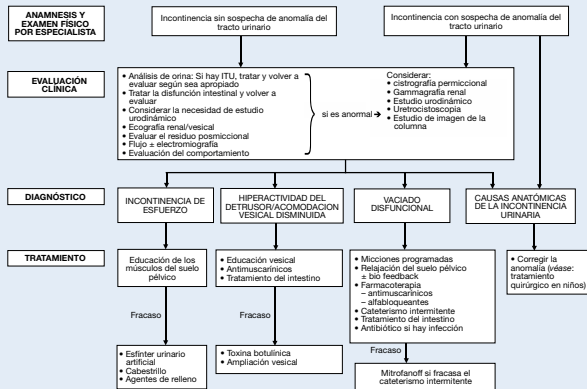 ANAMNESIS Y
EXAMEN FÍSICO
POR ESPECIALISTA
Incontinencia sin sospecha de anomalía del
tracto urinario
Incontinencia con sospecha de anomalía del
tracto urinario
EVALUACIÓN
CLÍNICA
• Análisis de orina: Si hay ITU, tratar y volver a
evaluar según sea apropiado
• Tratar la disfunción intestinal y volver a
evaluar
• Considerar la necesidad de estudio
urodinámico
• Ecografía renal/vesical
• Evaluar el residuo posmiccional
• Flujo ± electromiografía
• Evaluación del comportamiento
si es anormal
Considerar:
• cistrografía permiccional
• Gammagrafía renal
• Estudio urodinámico
• Uretrocistoscopia
• Estudio de imagen de la
columna
DIAGNÓSTICO
INCONTINENCIA DE
ESFUERZO
HIPERACTIVIDAD DEL
DETRUSOR/ACOMODACION
VESICAL DISMINUIDA
VACIADO
DISFUNCIONAL
CAUSAS ANATÓMICAS
DE LA INCONTINENCIA
URINARIA
TRATAMIENTO
Educación de los
músculos del suelo
pélvico
• Educación vesical
• Antimuscarínicos
• Tratamiento del intestino
• Micciones programadas
• Relajación del suelo pélvico
± bio feedback
• Farmacoterapia
– antimuscarínicos
– alfabloqueantes
• Cateterismo intermitente
• Tratamiento del intestino
• Antibiótico si hay infección
• Corregir la
anomalía (véase:
tratamiento
quirúrgico en niños)
Fracaso
Fracaso
Fracaso
• Esfínter urinario
artificial
• Cabestrillo
• Agentes de relleno
• Toxina botulínica
• Ampliación vesical
Mitrofanoff si fracasa el
cateterismo intermitente